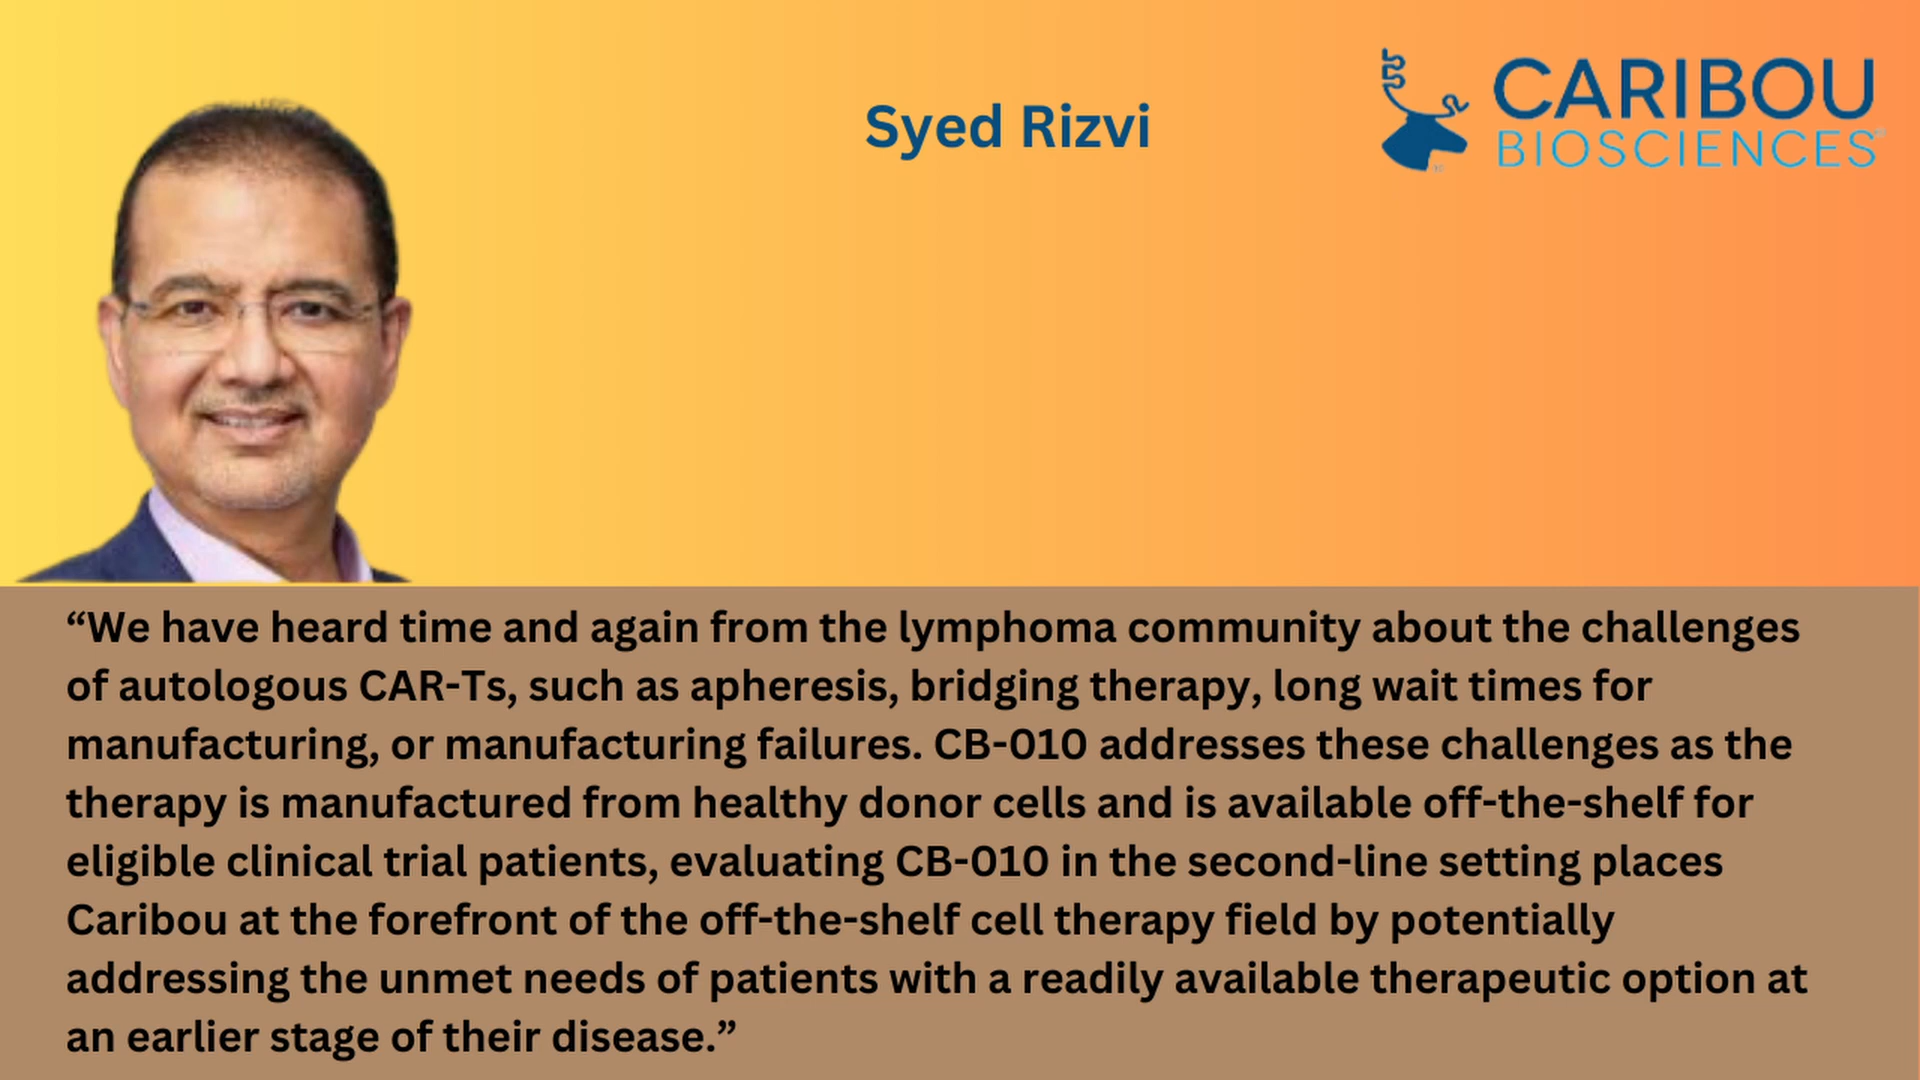 Syed Rizvi
CARIBOU
BIOSCIENCES
“We have heard time and again from the lymphoma community about the challenges
of autologous CAR-Ts, such as apheresis, bridging therapy, long wait times for
manufacturing, or manufacturing failures. CB-010 addresses these challenges as the
therapy is manufactured from healthy donor cells and is available off-the-shelf for
eligible clinical trial patients, evaluating CB-010 in the second-line setting places
Caribou at the forefront of the off-the-shelf cell therapy field by potentially
addressing the unmet needs of patients with a readily available therapeutic option at
an earlier stage of their disease.”